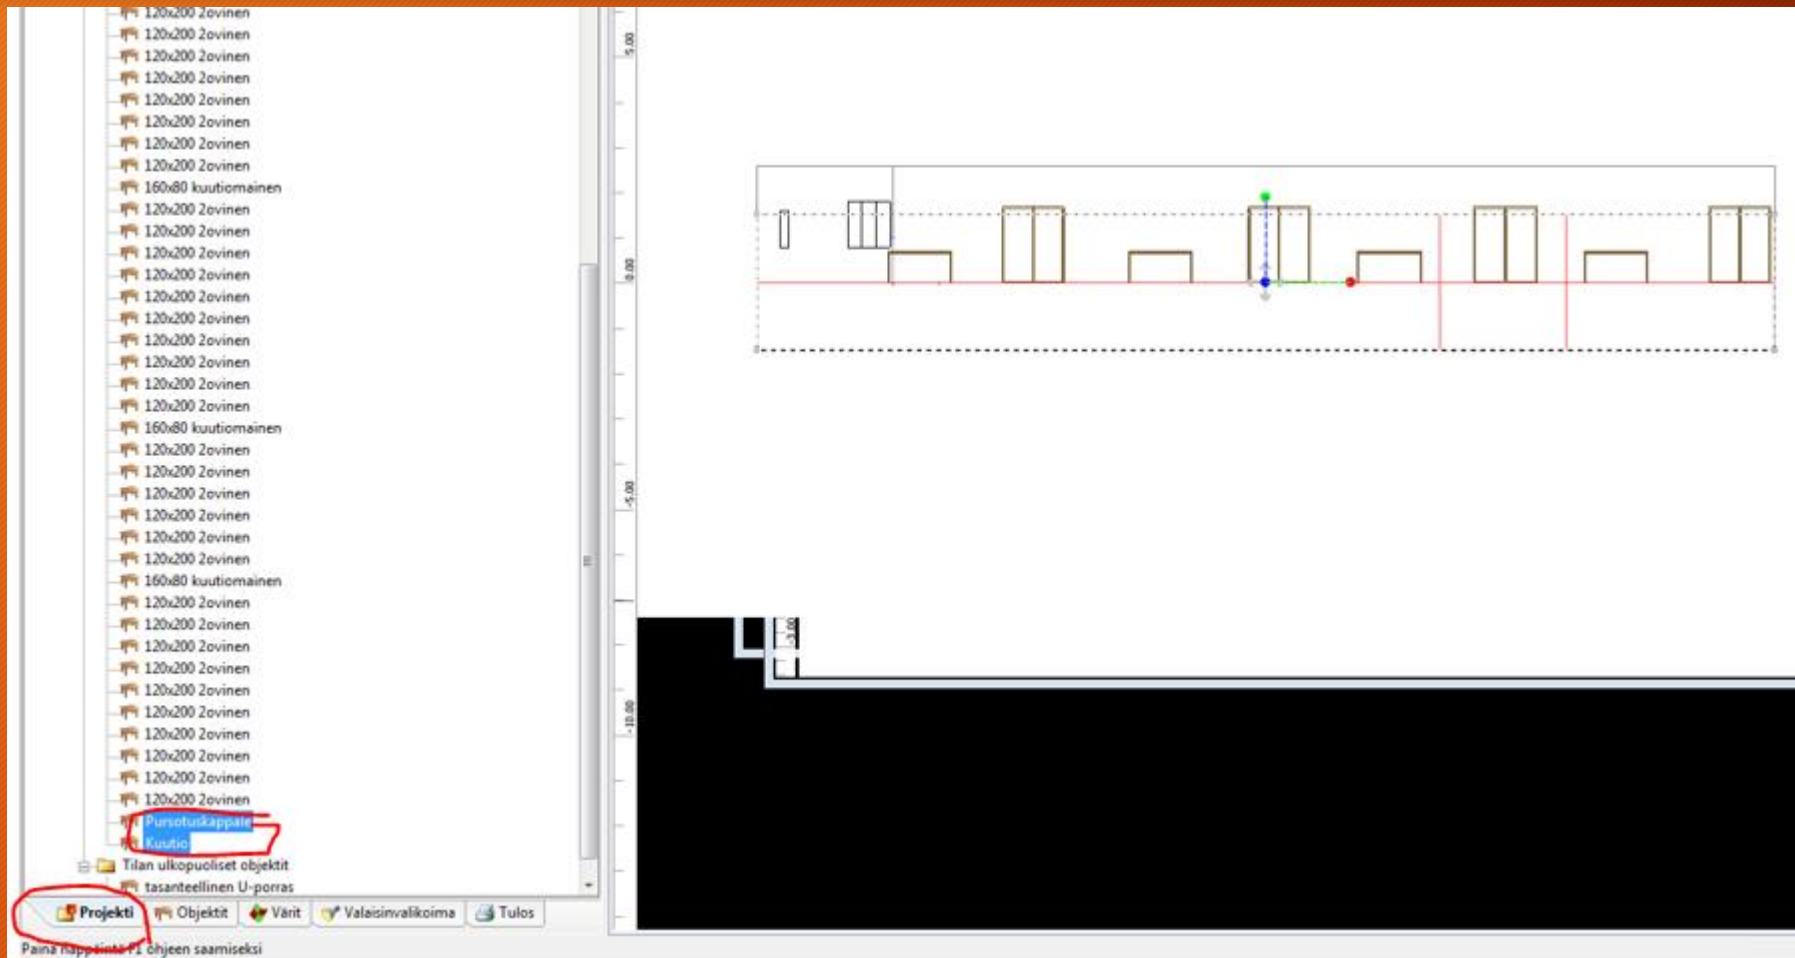 120x200 2ovinen
120x200 2ovinen
120x200 2ovinen
120x200 2ovinen
120x200 2ovinen
120x200 2ovinen
120x200 2ovinen
120x200 2ovinen
160x80 kuutiomainen
120x200 2ovinen
120x200 2ovinen
120x200 2ovinen
120x200 2ovinen
120x200 2ovinen
120x200 2ovinen
120x200 2ovinen
120x200 2ovinen
120x200 2ovinen
120x200 2ovinen
160x80 kuutiomainen
120x200 2ovinen
120x200 2ovinen
120x200 2ovinen
120x200 2ovinen
120x200 2ovinen
120x200 2ovinen
160x80 kuutiomainen
120x200 2ovinen
120x200 2ovinen
120x200 2ovinen
120x200 2ovinen
120x200 2ovinen
120x200 2ovinen
120x200 2ovinen
120x200 2ovinen
120x200 2ovinen
120x200 2ovinen
Pursotuskappale
Kuutio
Tilan ulkopuoliset objektit
tasanteellinen U-porras
Projekti Objektit Värit Valaisinvalikoima Tulos
Paina näppäintä F1 ohjeen saamiseksi
5.00
0.00
-5.00
-10.00
-3.00